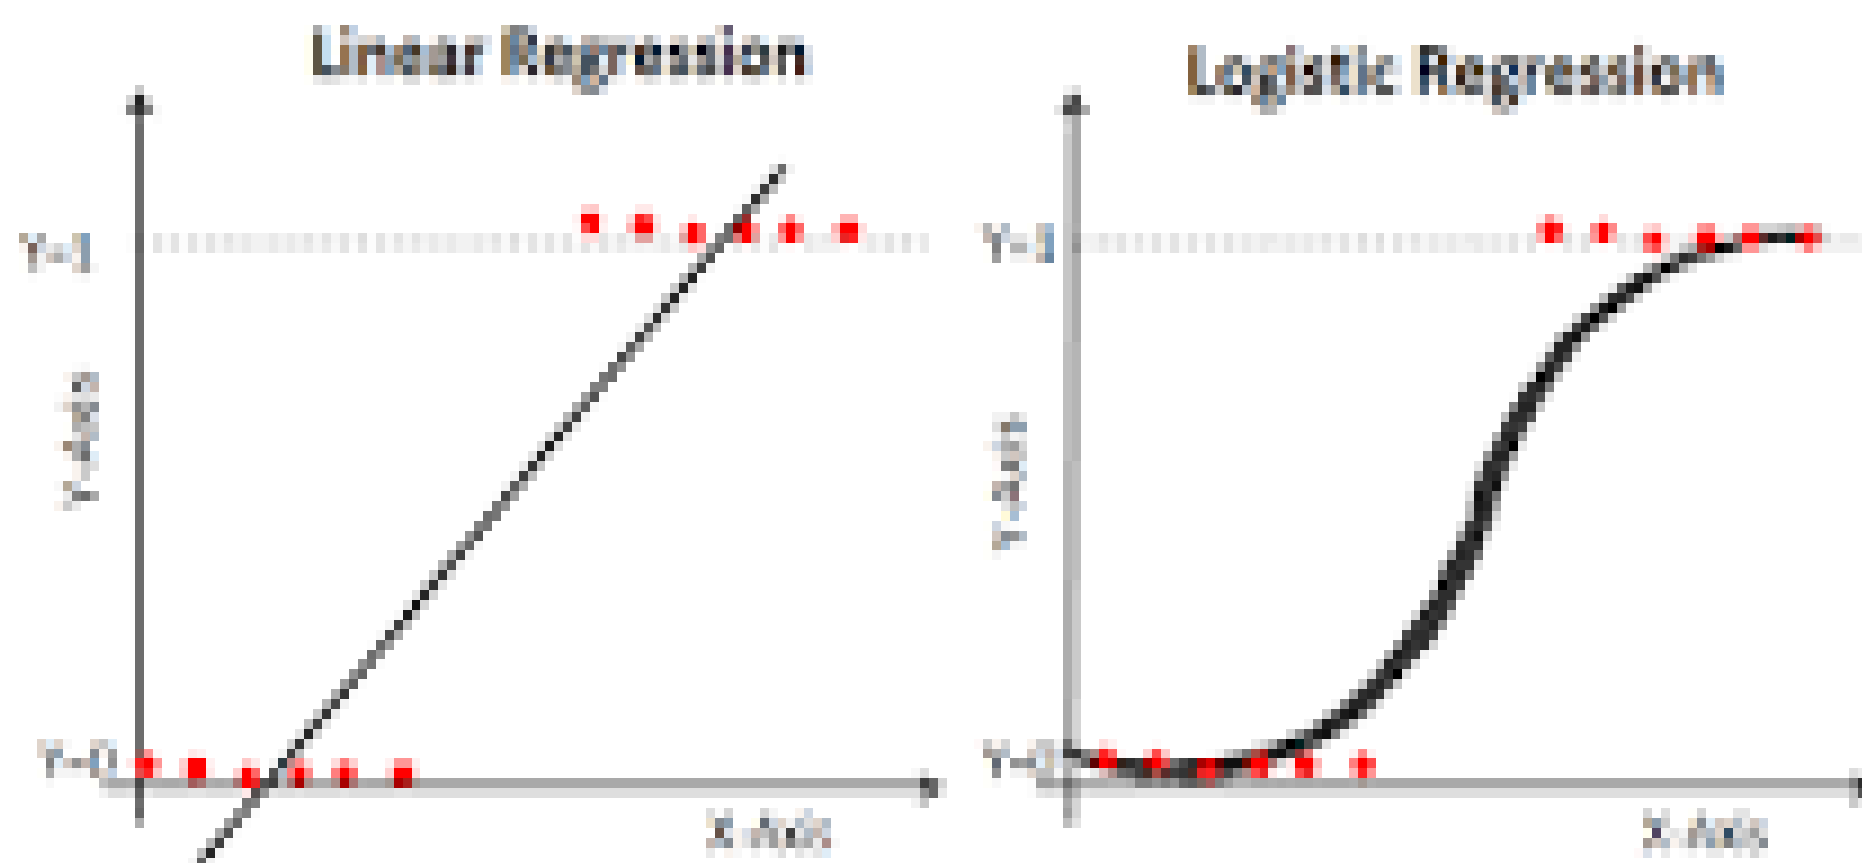 Linear Regression
Y=1
Y-Axis
Y=0
X-Axis
Logistic Regression
Y=1
Y-Axis
Y=0
X-Axis